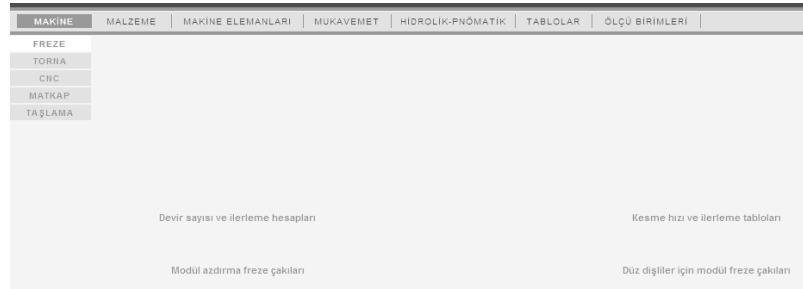 MAKİNE MALZEME MAKİNE ELEMANLARI MUKAVEMET HİDROLİK-PNÖMATİK TABLOLAR ÖLÇÜ BİRİMLERİ
FREZE
TORNA
CNC
MATKAP
TAŞLAMA
Devir sayısı ve ilerleme hesapları Kesme hızı ve ilerleme tabloları
Modül azdırma freze çakıları Düz dişliler için modül freze çakıları